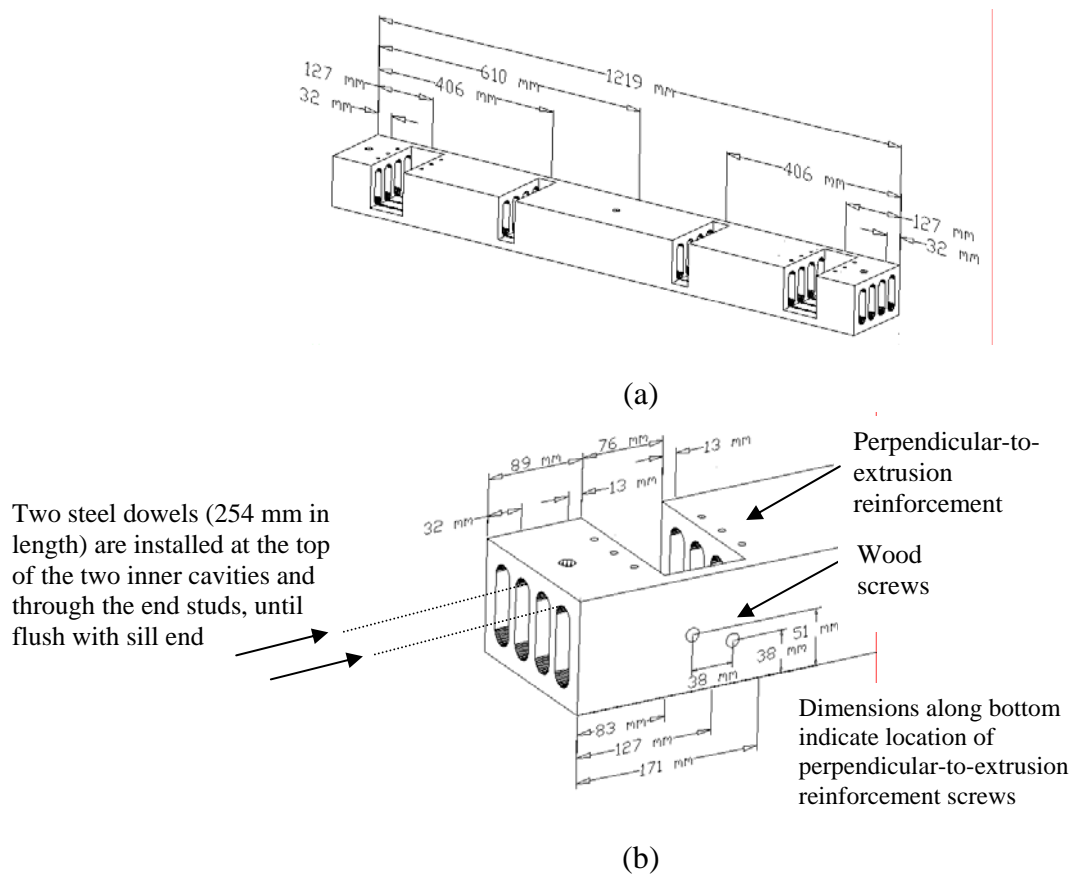 1219 mm
610 mm
127 mm
406 mm
32 mm
406 mm
127 mm
32 mm
(a)
76 mm
89 mm
13 mm
13 mm
32 mm
Perpendicular-to-
extrusion
reinforcement
Two steel dowels (254 mm in
length) are installed at the top
of the two inner cavities and
through the end studs, until
flush with sill end
Wood
screws
51 mm
38 mm
38 mm
83 mm
127 mm
171 mm
Dimensions along bottom
indicate location of
perpendicular-to-extrusion
reinforcement screws
(b)